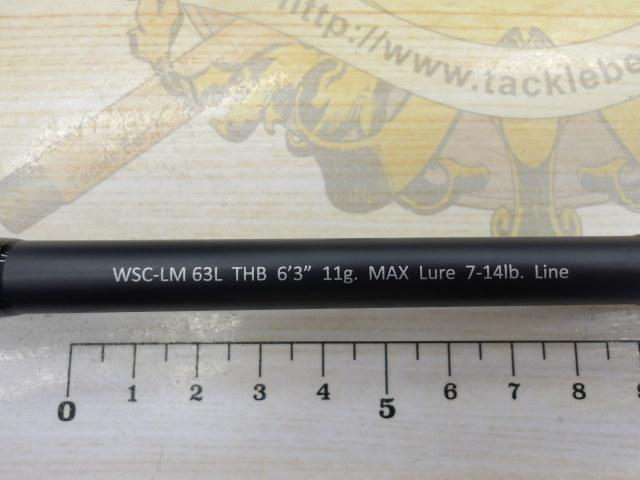 http://www.tacklebe
WSC-LM 63L THB 6’3” 11g. MAX Lure 7-14lb. Line
0 1 2 3 4 5 6 7 8 9